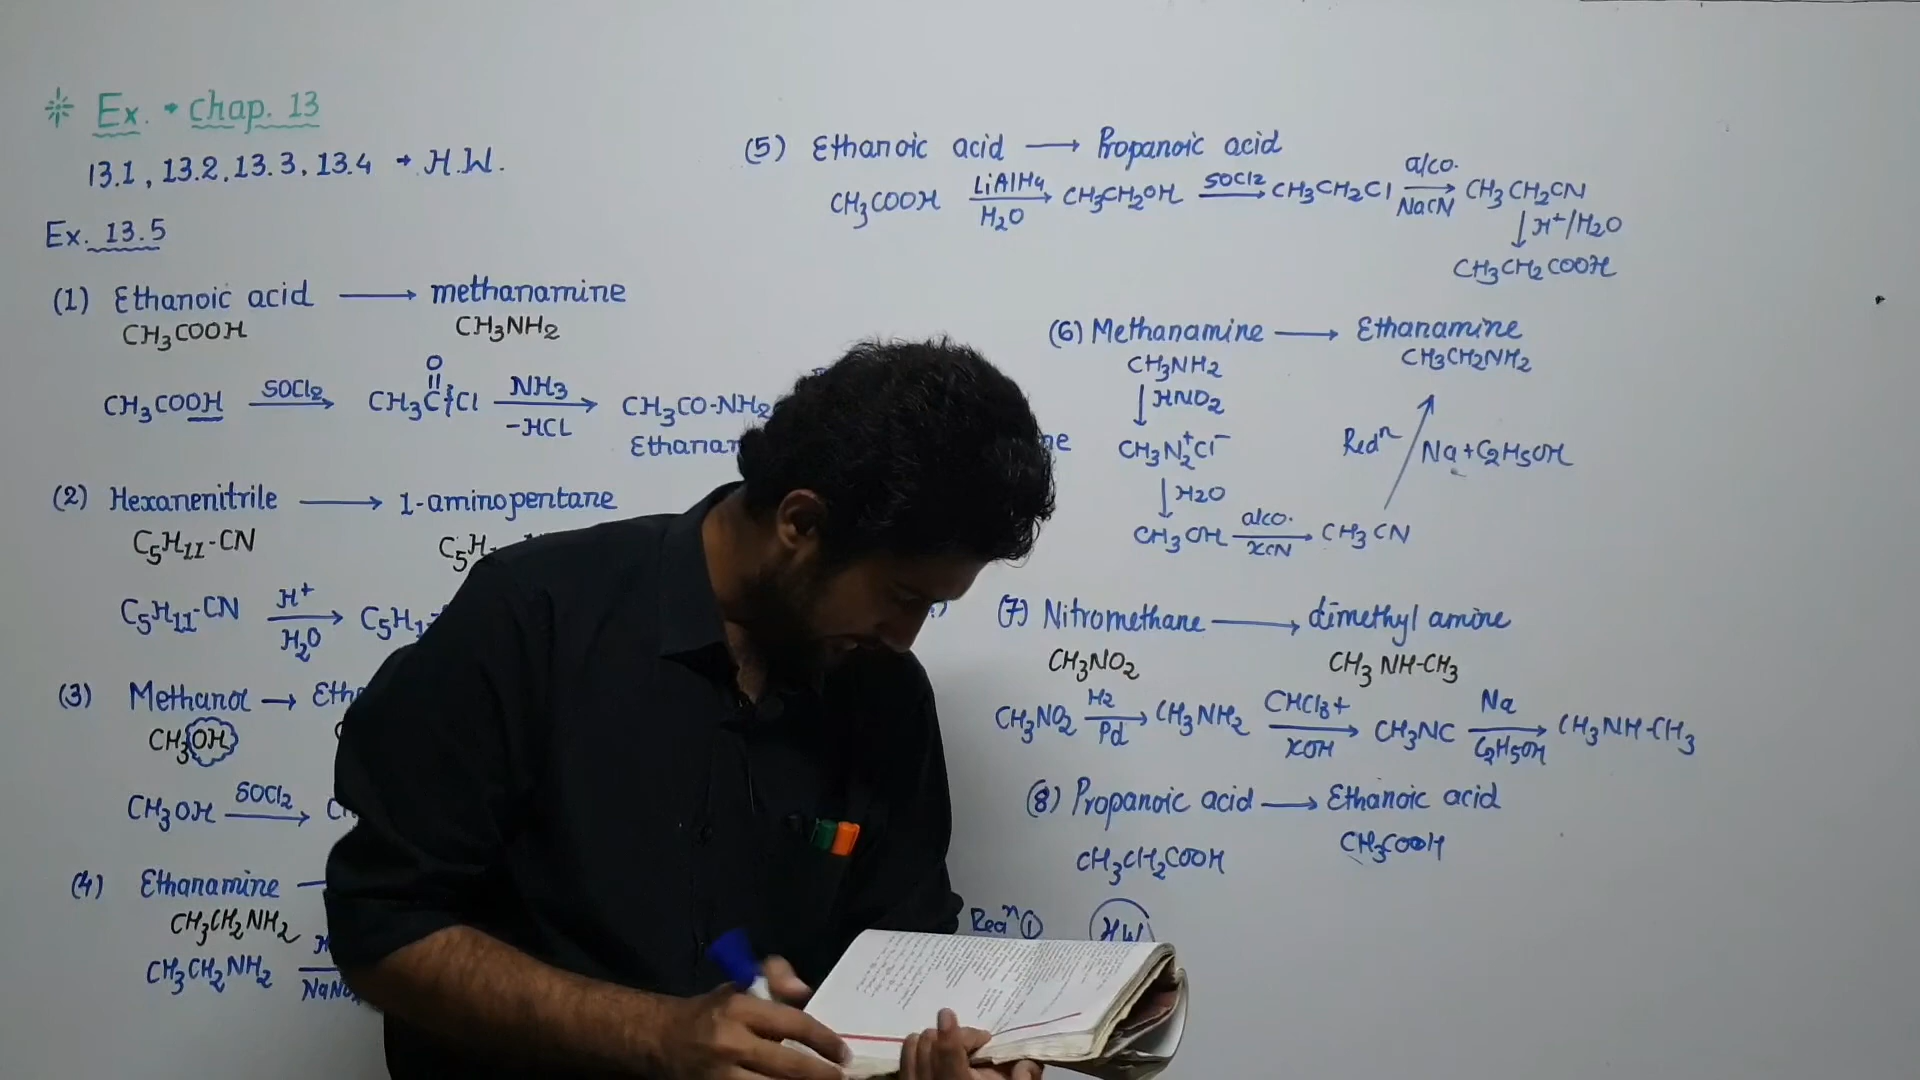 Ex. → chap. 13
13.1, 13.2, 13.3, 13.4 → H.W.
Ex. 13.5
(1) Ethanoic acid ⟶ methanamine
CH₃COOH CH₃NH₂
CH₃COOH —SOCl₂→ CH₃C(=O)Cl —NH₃/−HCL→ CH₃CO-NH₂
Ethanam
(2) Hexanenitrile ⟶ 1-aminopentane
C₅H₁₁-CN C₅H
C₅H₁₁-CN —H⁺/H₂O→ C₅H₁
(3) Methanol → Eth
CH₃OH
CH₃OH —SOCl₂→
(4) Ethanamine
CH₃CH₂NH₂
CH₃CH₂NH₂
(5) Ethanoic acid ⟶ Propanoic acid
CH₃COOH —LiAlH₄/H₂O→ CH₃CH₂OH —SOCl₂→ CH₃CH₂Cl —alco./NaCN→ CH₃CH₂CN
↓H⁺/H₂O
CH₃CH₂COOH
(6) Methanamine ⟶ Ethanamine
CH₃NH₂ CH₃CH₂NH₂
↓HNO₂
CH₃N₂⁺Cl⁻ Redⁿ Na+C₂H₅OH
↓H₂O
CH₃OH —alco./KCN→ CH₃CN
(7) Nitromethane ⟶ dimethyl amine
CH₃NO₂ CH₃NH-CH₃
CH₃NO₂ —H₂/Pd→ CH₃NH₂ —CHCl₃+/KOH→ CH₃NC —Na/C₂H₅OH→ CH₃NH-CH₃
(8) Propanoic acid ⟶ Ethanoic acid
CH₃CH₂COOH CH₃COOH
Reaⁿ ① HW